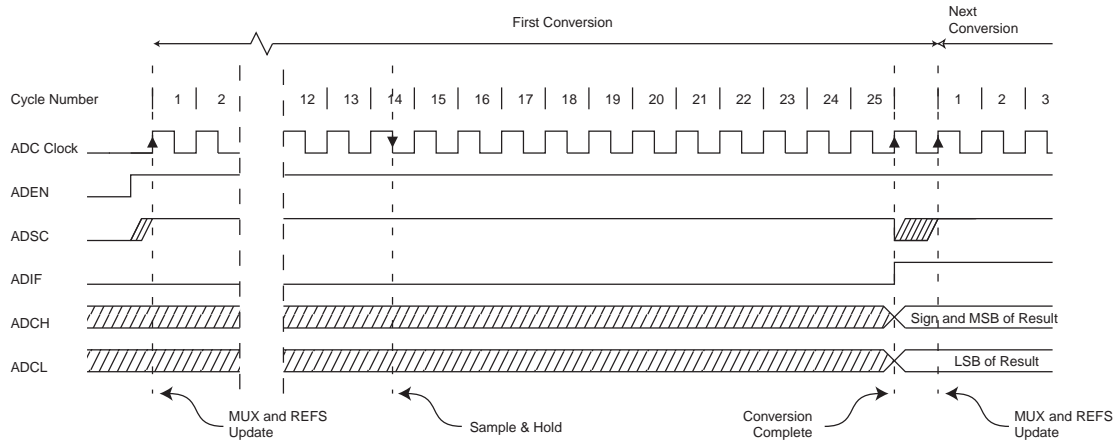 First Conversion
Next
Conversion
Cycle Number
1 2 12 13 14 15 16 17 18 19 20 21 22 23 24 25 1 2 3
ADC Clock
ADEN
ADSC
ADIF
ADCH
Sign and MSB of Result
ADCL
LSB of Result
MUX and REFS
Update
Sample & Hold
Conversion
Complete
MUX and REFS
Update